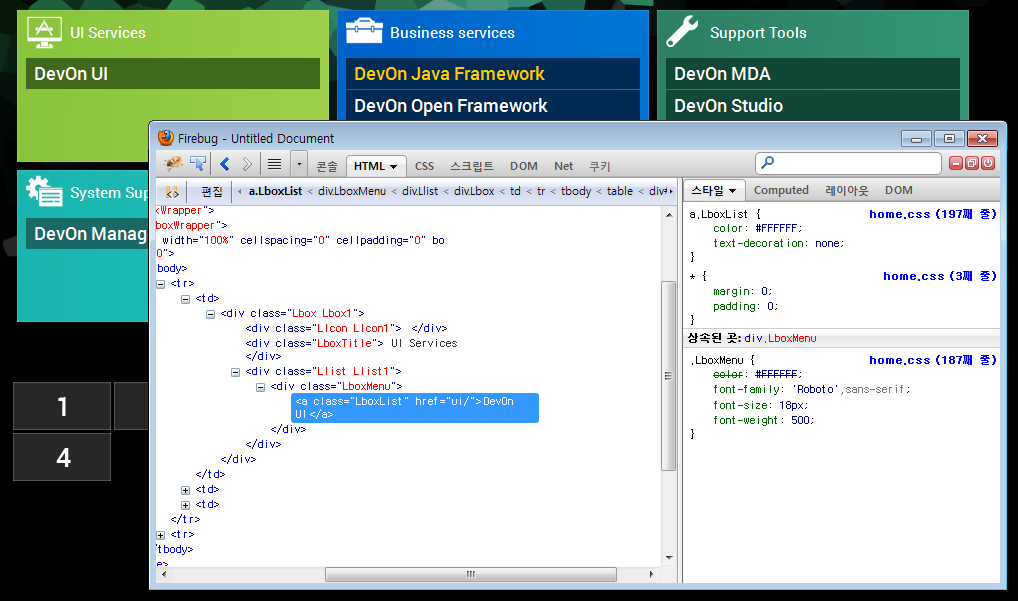 UI Services
Business services
Support Tools
DevOn UI
DevOn Java Framework
DevOn MDA
DevOn Open Framework
DevOn Studio
System Sup
DevOn Manag
1
4
Firebug - Untitled Document
콘솔 HTML CSS 스크립트 DOM Net 쿠키
편집 a.LboxList < div.LboxMenu < div.Llist < div.Lbox < td < tr < tbody < table < div
<Wrapper">
boxWrapper">
width="100%" cellspacing="0" cellpadding="0" bo
0">
body>
<tr>
<td>
<div class="Lbox Lbox1">
<div class="LIcon LIcon1"> </div>
<div class="LboxTitle"> UI Services
</div>
<div class="Llist Llist1">
<div class="LboxMenu">
<a class="LboxList" href="ui/">DevOn
UI</a>
</div>
</div>
</div>
</td>
<td>
<td>
</tr>
<tr>
tbody>
e>
스타일 Computed 레이아웃 DOM
a.LboxList { home.css (197째 줄)
color: #FFFFFF;
text-decoration: none;
}
* { home.css (3째 줄)
margin: 0;
padding: 0;
}
상속된 곳: div.LboxMenu
.LboxMenu { home.css (187째 줄)
color: #FFFFFF;
font-family: 'Roboto',sans-serif;
font-size: 18px;
font-weight: 500;
}